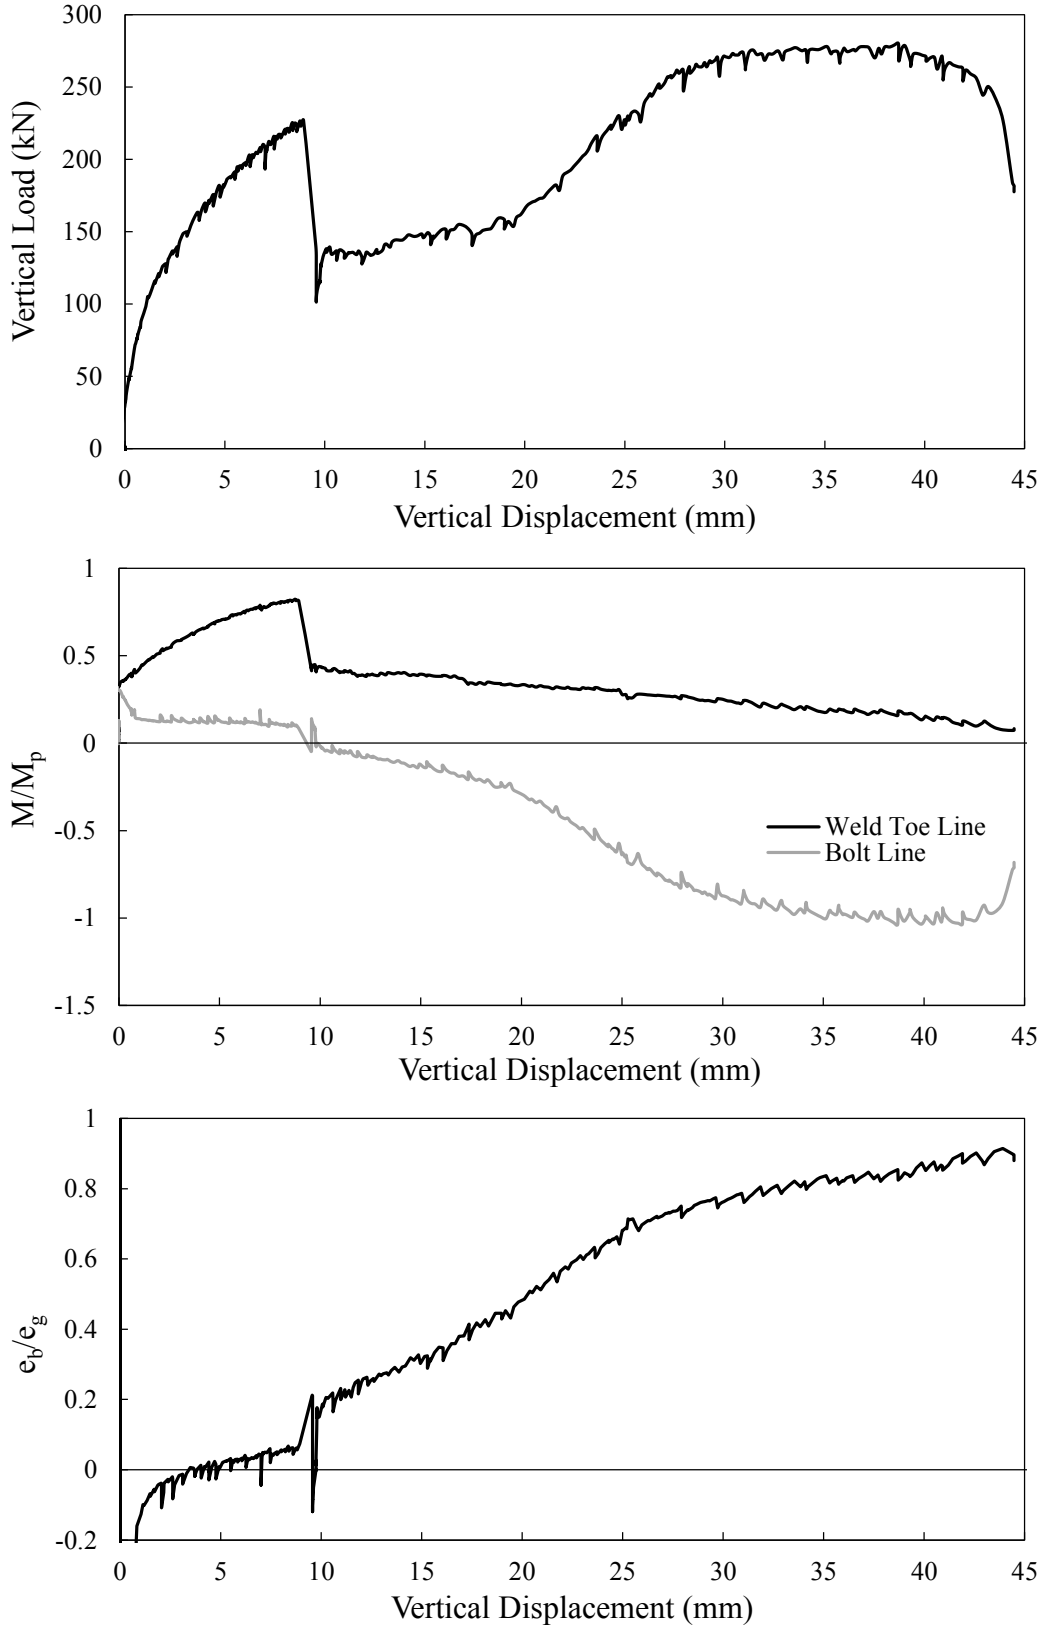 300
250
200
150
100
50
0
Vertical Load (kN)
0 5 10 15 20 25 30 35 40 45
Vertical Displacement (mm)
1
0.5
0
-0.5
-1
-1.5
M/Mp
Weld Toe Line
Bolt Line
0 5 10 15 20 25 30 35 40 45
Vertical Displacement (mm)
1
0.8
0.6
0.4
0.2
0
-0.2
eb/eg
0 5 10 15 20 25 30 35 40 45
Vertical Displacement (mm)